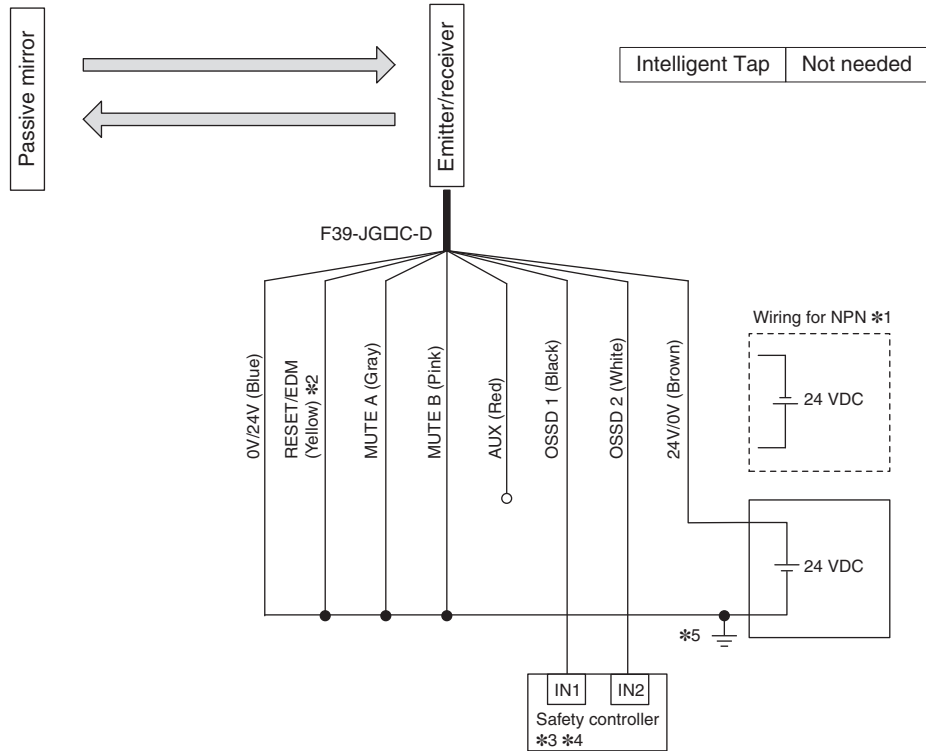 Passive mirror
Emitter/receiver
Intelligent Tap
Not needed
F39-JG□C-D
0V/24V (Blue)
RESET/EDM
(Yellow) ✻2
MUTE A (Gray)
MUTE B (Pink)
AUX (Red)
OSSD 1 (Black)
OSSD 2 (White)
24V/0V (Brown)
Wiring for NPN ✻1
24 VDC
24 VDC
✻5
IN1
IN2
Safety controller
✻3 ✻4